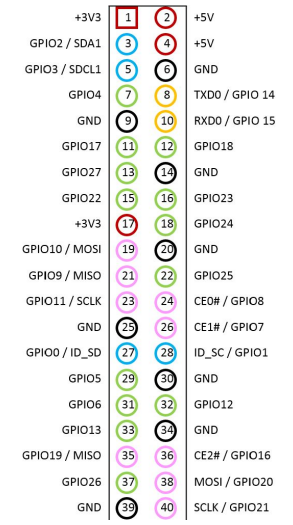 +3V3 1 2 +5V
GPIO2 / SDA1 3 4 +5V
GPIO3 / SDCL1 5 6 GND
GPIO4 7 8 TXD0 / GPIO 14
GND 9 10 RXD0 / GPIO 15
GPIO17 11 12 GPIO18
GPIO27 13 14 GND
GPIO22 15 16 GPIO23
+3V3 17 18 GPIO24
GPIO10 / MOSI 19 20 GND
GPIO9 / MISO 21 22 GPIO25
GPIO11 / SCLK 23 24 CE0# / GPIO8
GND 25 26 CE1# / GPIO7
GPIO0 / ID_SD 27 28 ID_SC / GPIO1
GPIO5 29 30 GND
GPIO6 31 32 GPIO12
GPIO13 33 34 GND
GPIO19 / MISO 35 36 CE2# / GPIO16
GPIO26 37 38 MOSI / GPIO20
GND 39 40 SCLK / GPIO21